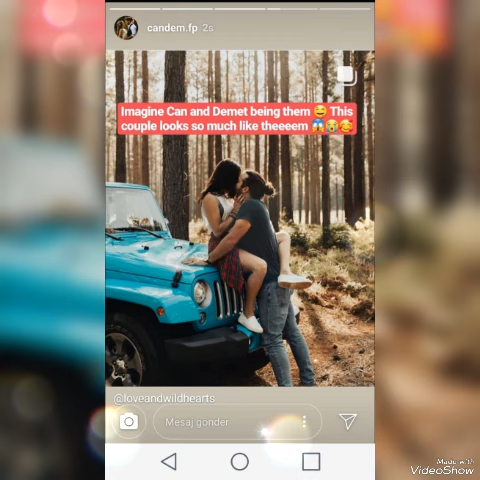 candem.fp 2s
Imagine Can and Demet being them 😂 This
couple looks so much like theeeem 😱😭🥰
@loveandwildhearts
Mesaj gönder
Made with
VideoShow